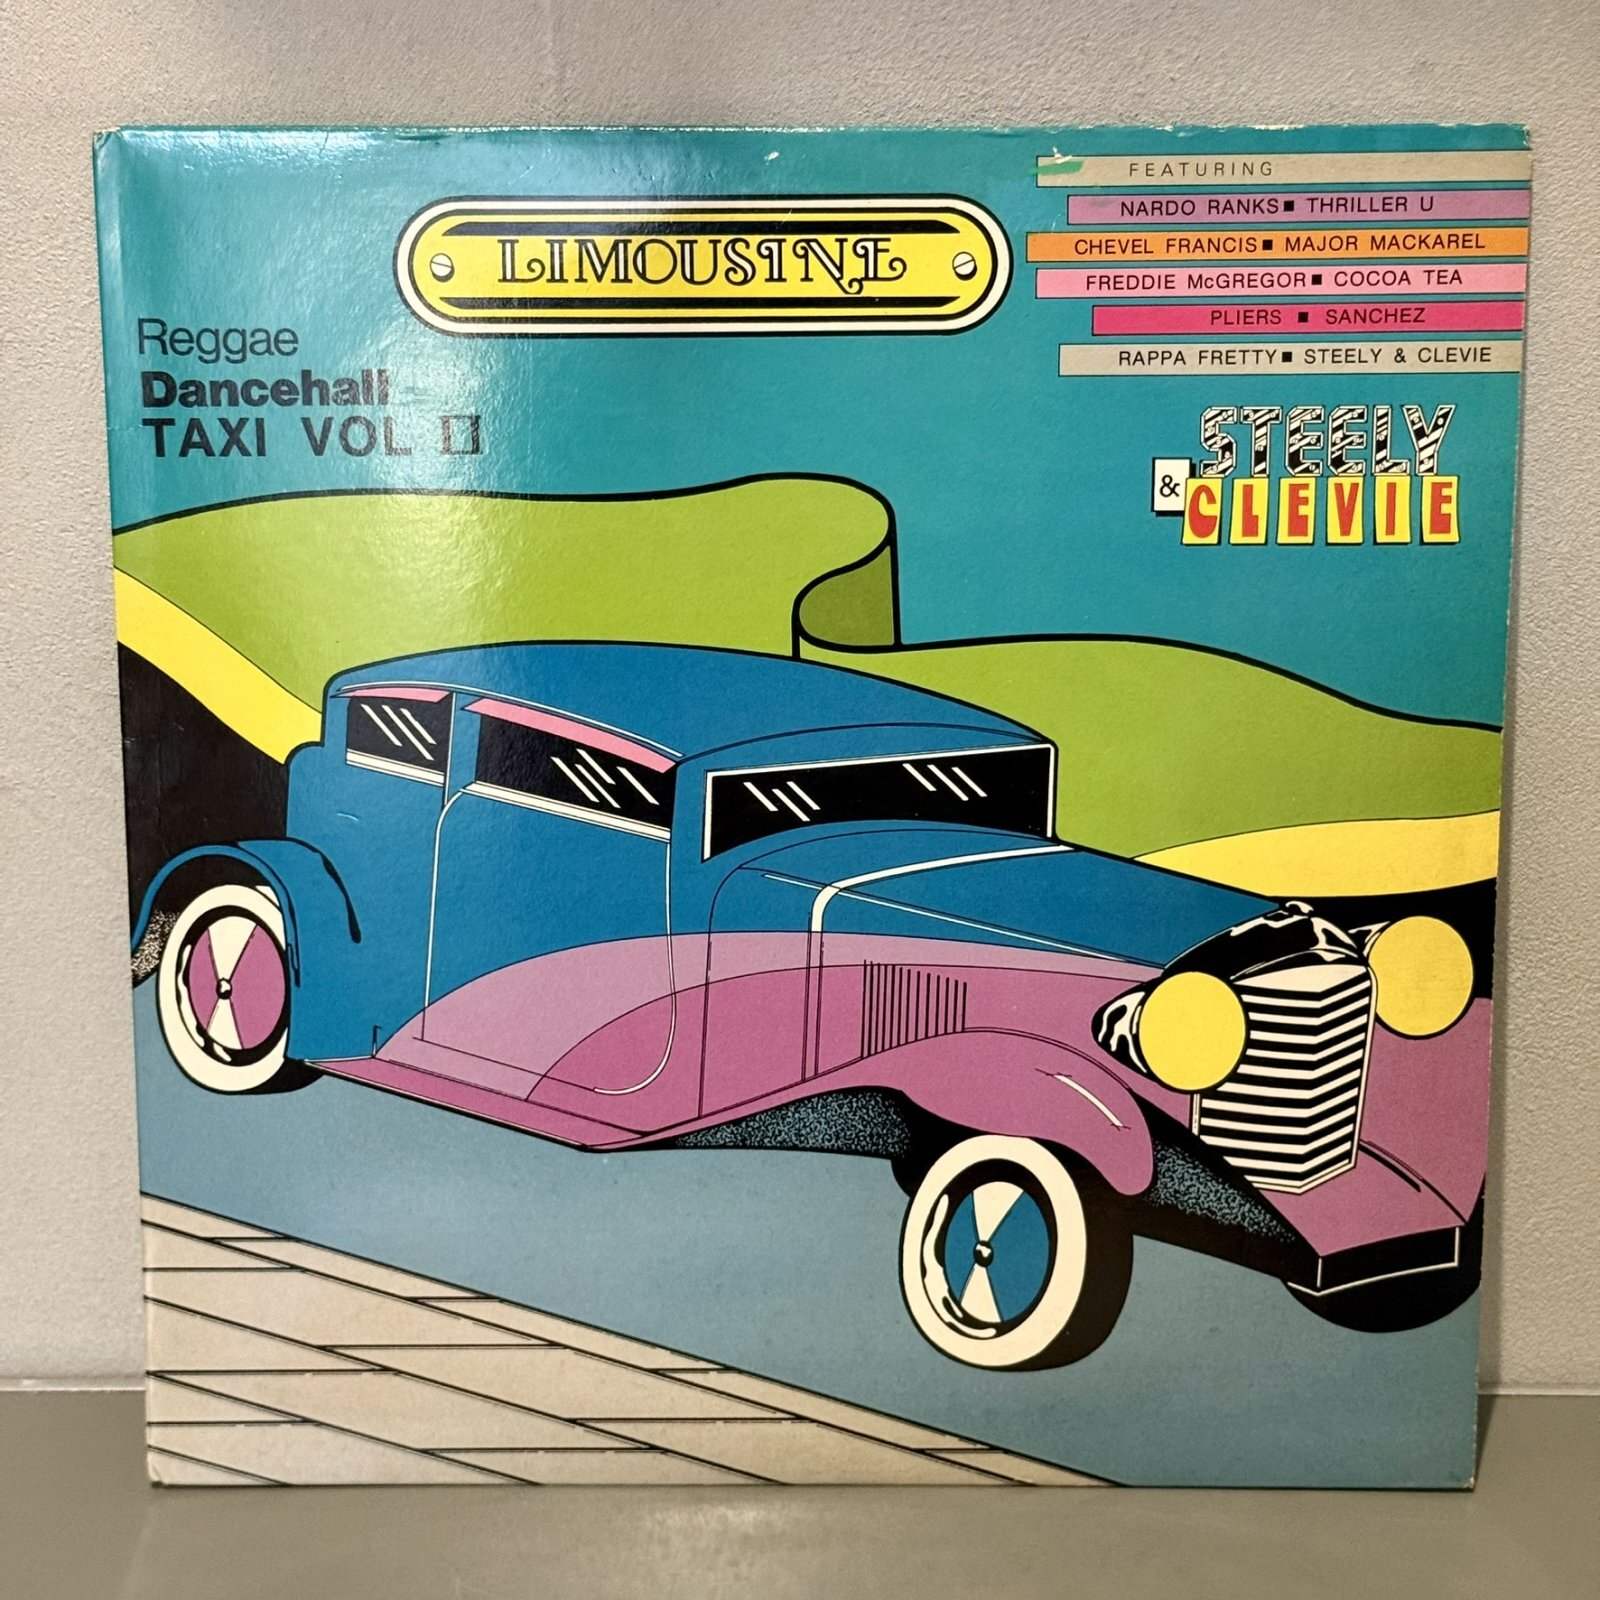 LIMOUSINE
Reggae
Dancehall
TAXI VOL II
FEATURING
NARDO RANKS■ THRILLER U
CHEVEL FRANCIS■ MAJOR MACKAREL
FREDDIE McGREGOR■ COCOA TEA
PLIERS ■ SANCHEZ
RAPPA FRETTY■ STEELY & CLEVIE
STEELY
& CLEVIE